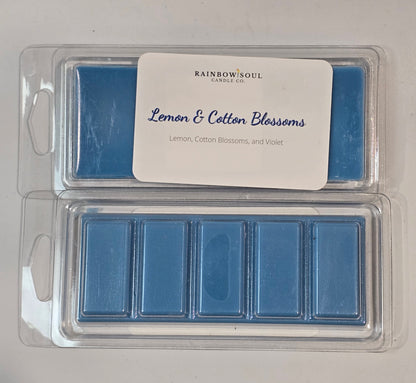 RAINBOW SOUL
CANDLE CO.
Lemon & Cotton Blossoms
Lemon, Cotton Blossoms, and Violet